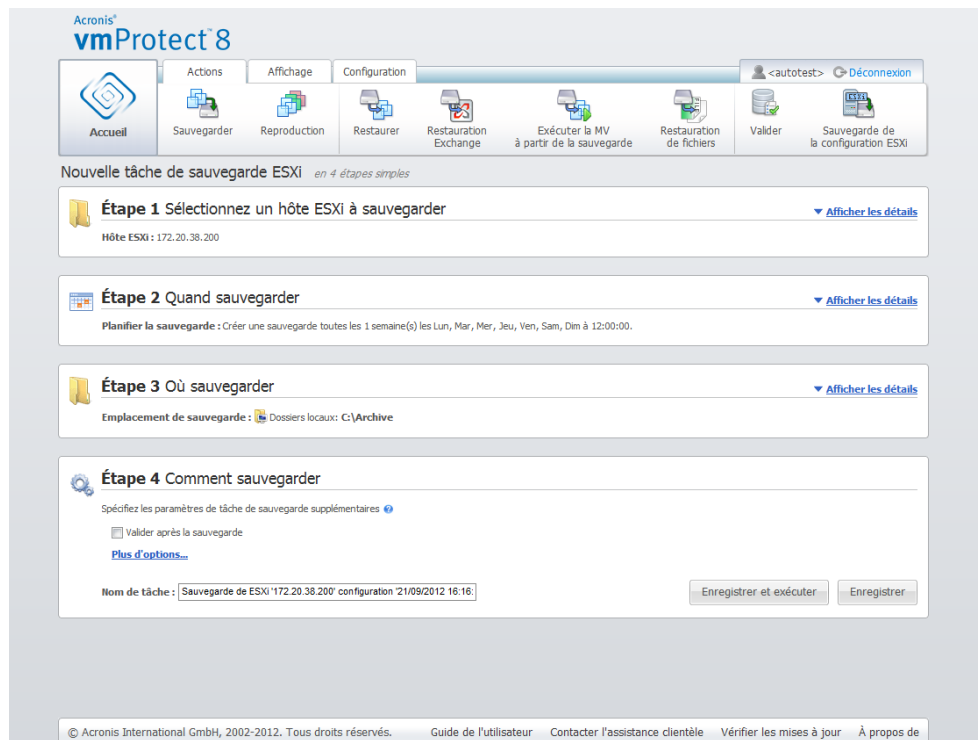 Acronis®
vmProtect™ 8
Actions
Affichage
Configuration
<autotest>
Déconnexion
Accueil
Sauvegarder
Reproduction
Restaurer
Restauration
Exchange
Exécuter la MV
à partir de la sauvegarde
Restauration
de fichiers
Valider
Sauvegarde de
la configuration ESXi
Nouvelle tâche de sauvegarde ESXi en 4 étapes simples
Étape 1 Sélectionnez un hôte ESXi à sauvegarder
Afficher les détails
Hôte ESXi : 172.20.38.200
Étape 2 Quand sauvegarder
Afficher les détails
Planifier la sauvegarde : Créer une sauvegarde toutes les 1 semaine(s) les Lun, Mar, Mer, Jeu, Ven, Sam, Dim à 12:00:00.
Étape 3 Où sauvegarder
Afficher les détails
Emplacement de sauvegarde : Dossiers locaux: C:\Archive
Étape 4 Comment sauvegarder
Spécifiez les paramètres de tâche de sauvegarde supplémentaires
Valider après la sauvegarde
Plus d'options...
Nom de tâche : Sauvegarde de ESXi '172.20.38.200' configuration '21/09/2012 16:16:
Enregistrer et exécuter
Enregistrer
© Acronis International GmbH, 2002-2012. Tous droits réservés.
Guide de l'utilisateur
Contacter l'assistance clientèle
Vérifier les mises à jour
À propos de